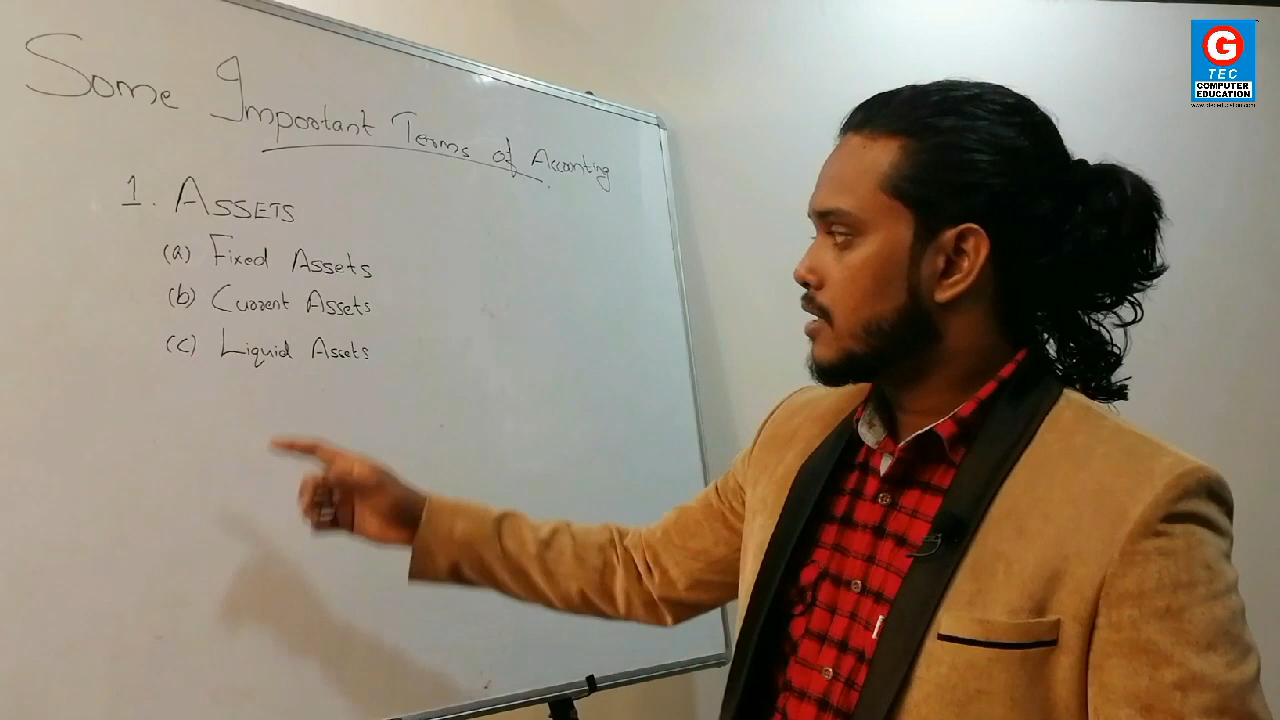 Some Important Terms of Accounting
1. ASSETS
(a) Fixed Assets
(b) Current Assets
(c) Liquid Assets
G
TEC
COMPUTER
EDUCATION